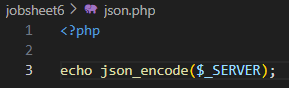 jobsheet6 > json.php
1 <?php
2
3 echo json_encode($_SERVER);